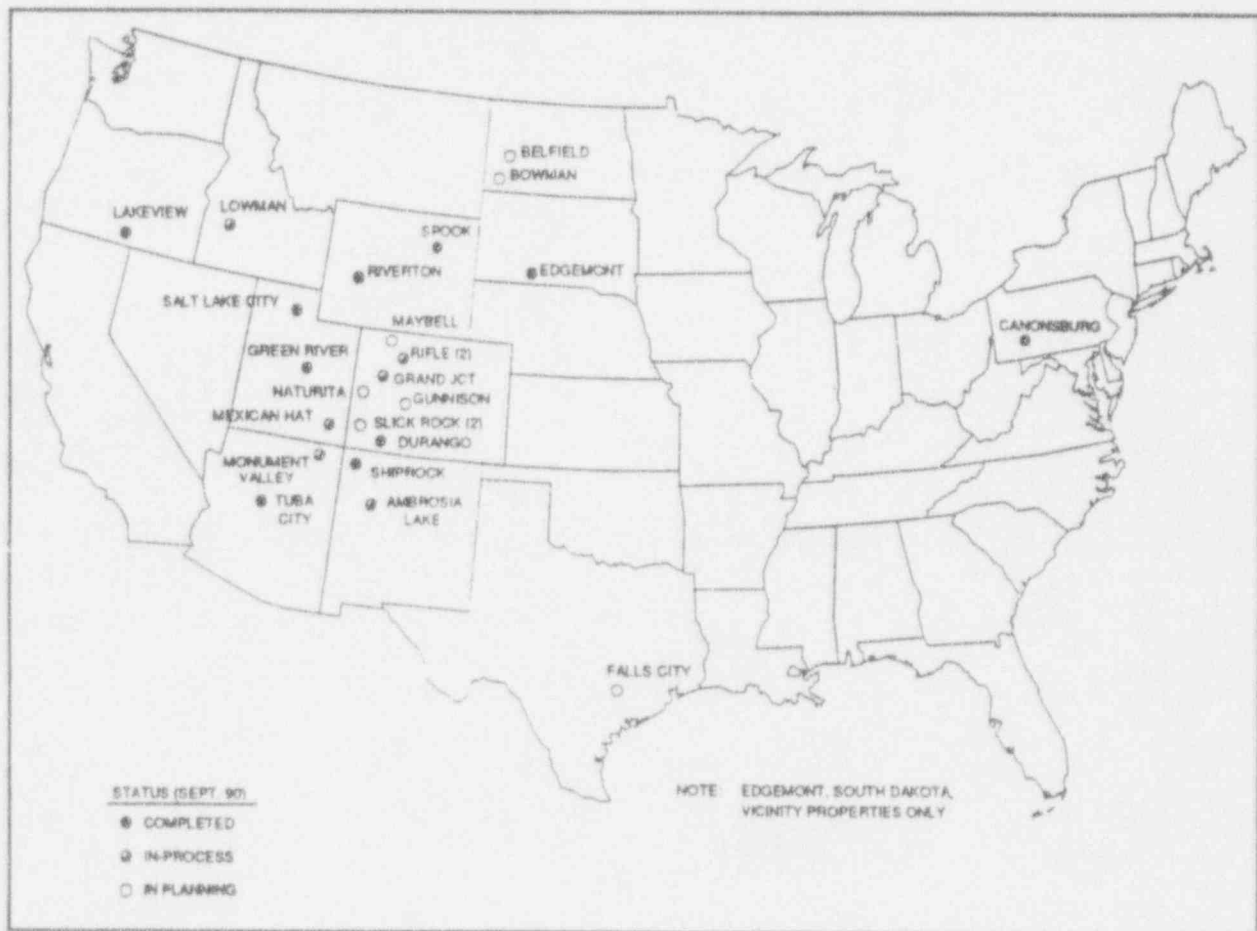 BELFIELD
BOWMAN
LAKEVIEW
LOWMAN
SPOOK
RIVERTON
EDGEMONT
SALT LAKE CITY
MAYBELL
CANONSBURG
GREEN RIVER
RIFLE (2)
GRAND JCT
NATURITA
GUNNISON
MEXICAN HAT
SLICK ROCK (2)
DURANGO
MONUMENT
VALLEY
SHIPROCK
TUBA
CITY
AMBROSIA
LAKE
FALLS CITY
STATUS (SEPT. 90)
COMPLETED
IN-PROCESS
IN PLANNING
NOTE: EDGEMONT, SOUTH DAKOTA,
VICINITY PROPERTIES ONLY